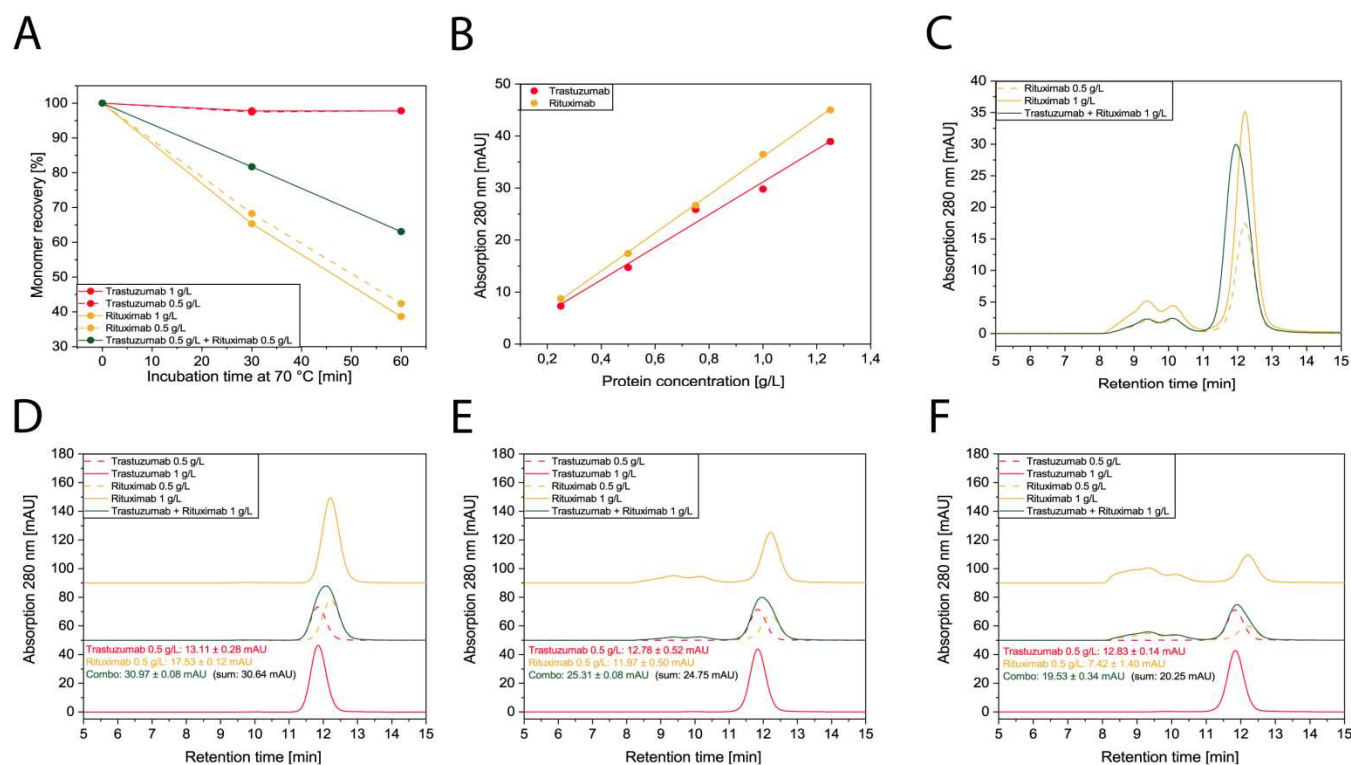 A
100
95
90
85
80
75
70
65
60
55
50
45
40
35
30
Monomer recovery [%]
Trastuzumab 1 g/L
Trastuzumab 0.5 g/L
Rituximab 1 g/L
Rituximab 0.5 g/L
Trastuzumab 0.5 g/L + Rituximab 0.5 g/L
0 10 20 30 40 50 60
Incubation time at 70 °C [min]
B
50
40
30
20
10
0
Absorption 280 nm [mAU]
Trastuzumab
Rituximab
0,2 0,4 0,6 0,8 1,0 1,2 1,4
Protein concentration [g/L]
C
40
35
30
25
20
15
10
5
0
Absorption 280 nm [mAU]
Rituximab 0.5 g/L
Rituximab 1 g/L
Trastuzumab + Rituximab 1 g/L
5 6 7 8 9 10 11 12 13 14 15
Retention time [min]
D
180
160
140
120
100
80
60
40
20
0
Absorption 280 nm [mAU]
Trastuzumab 0.5 g/L
Trastuzumab 1 g/L
Rituximab 0.5 g/L
Rituximab 1 g/L
Trastuzumab + Rituximab 1 g/L
Trastuzumab 0.5 g/L: 13.11 ± 0.28 mAU
Rituximab 0.5 g/L: 17.53 ± 0.12 mAU
Combo: 30.97 ± 0.08 mAU (sum: 30.64 mAU)
5 6 7 8 9 10 11 12 13 14 15
Retention time [min]
E
180
160
140
120
100
80
60
40
20
0
Absorption 280 nm [mAU]
Trastuzumab 0.5 g/L
Trastuzumab 1 g/L
Rituximab 0.5 g/L
Rituximab 1 g/L
Trastuzumab + Rituximab 1 g/L
Trastuzumab 0.5 g/L: 12.78 ± 0.52 mAU
Rituximab 0.5 g/L: 11.97 ± 0.50 mAU
Combo: 25.31 ± 0.08 mAU (sum: 24.75 mAU)
5 6 7 8 9 10 11 12 13 14 15
Retention time [min]
F
180
160
140
120
100
80
60
40
20
0
Absorption 280 nm [mAU]
Trastuzumab 0.5 g/L
Trastuzumab 1 g/L
Rituximab 0.5 g/L
Rituximab 1 g/L
Trastuzumab + Rituximab 1 g/L
Trastuzumab 0.5 g/L: 12.83 ± 0.14 mAU
Rituximab 0.5 g/L: 7.42 ± 1.40 mAU
Combo: 19.53 ± 0.34 mAU (sum: 20.25 mAU)
5 6 7 8 9 10 11 12 13 14 15
Retention time [min]